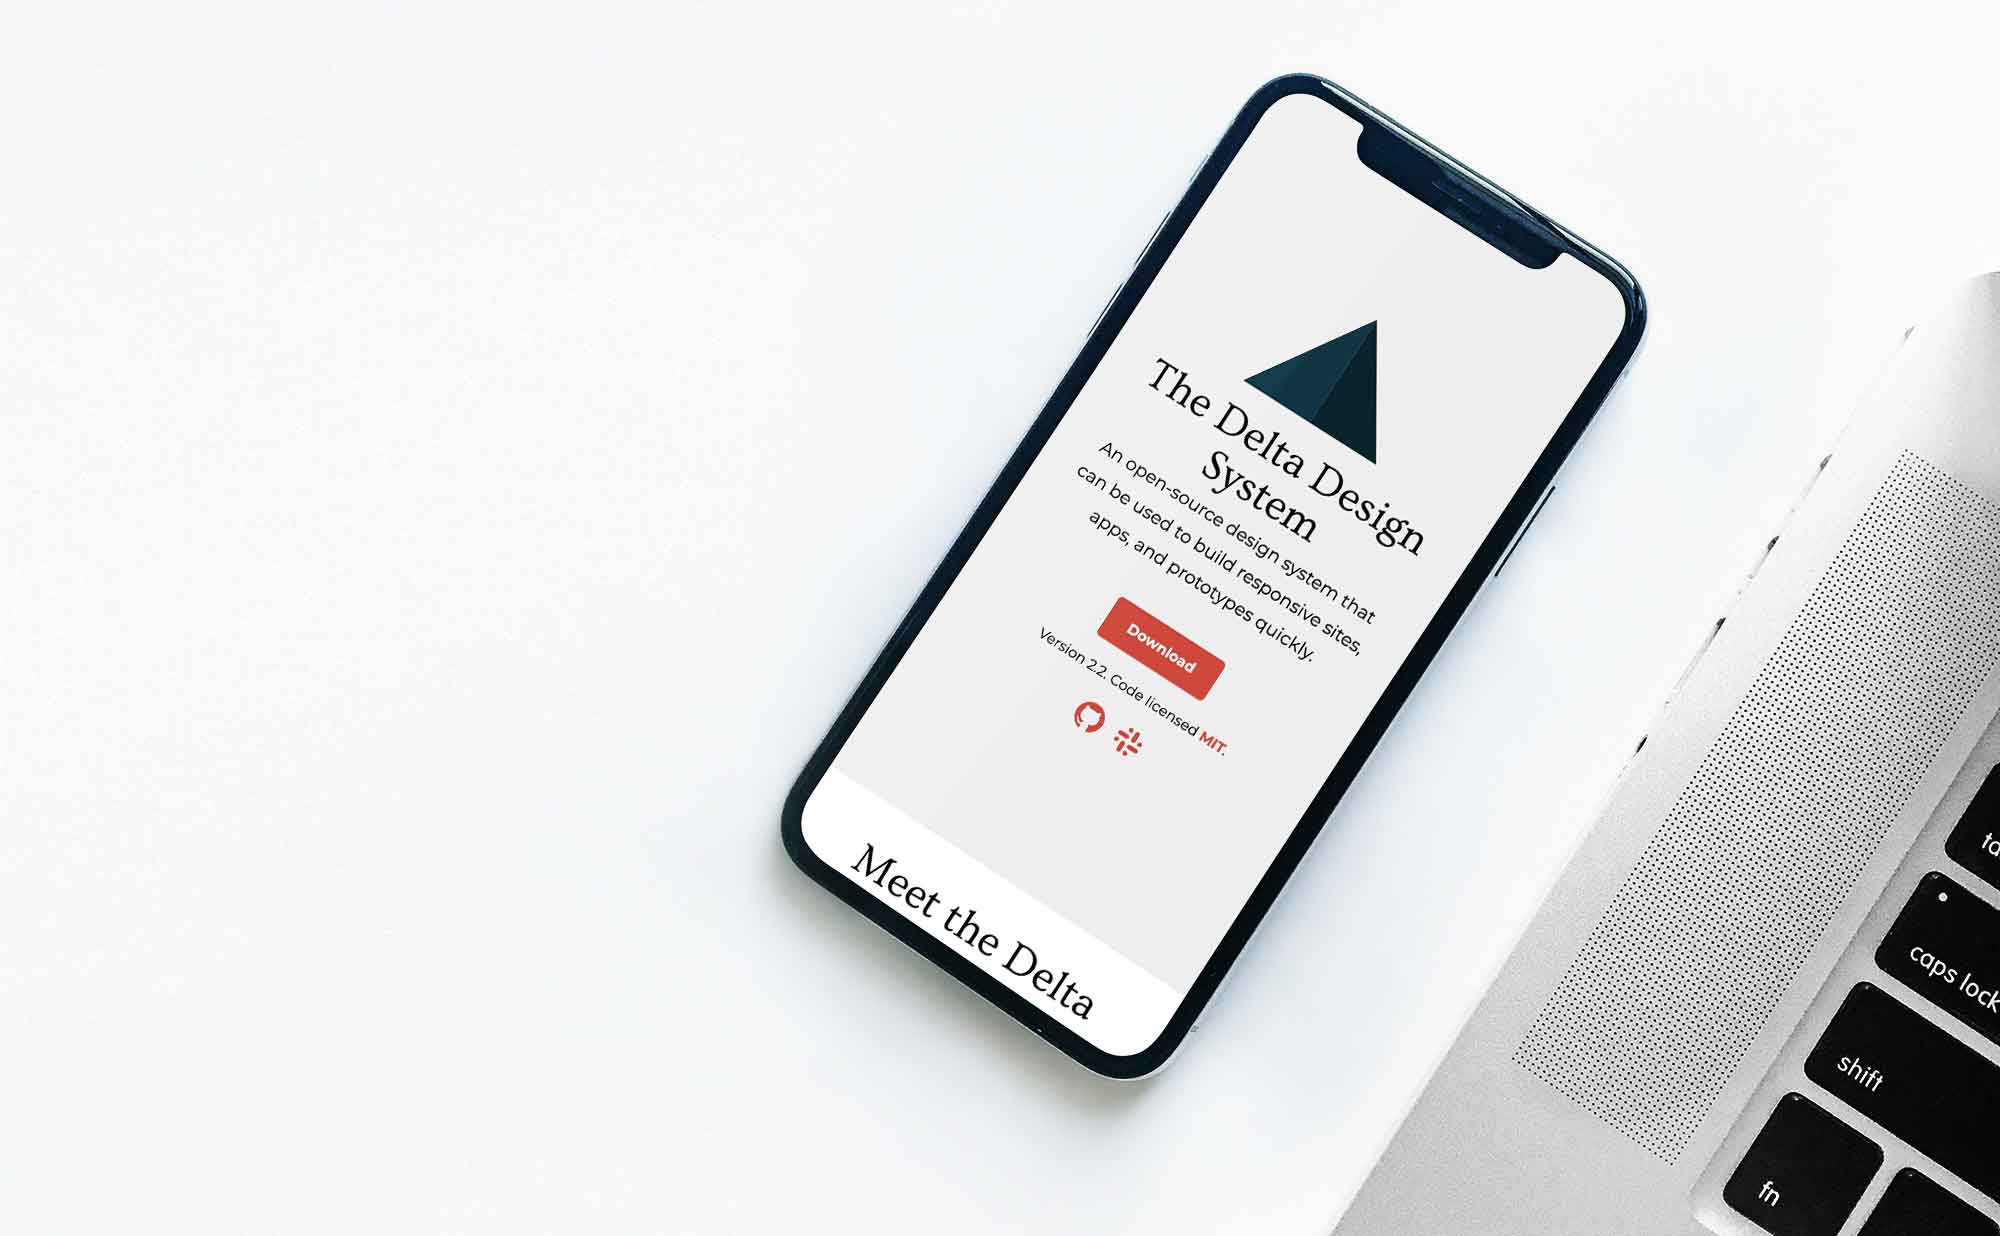 The Delta Design
System
An open-source design system that
can be used to build responsive sites,
apps, and prototypes quickly.
Download
Version 2.2. Code licensed MIT.
Meet the Delta
caps lock
shift
fn